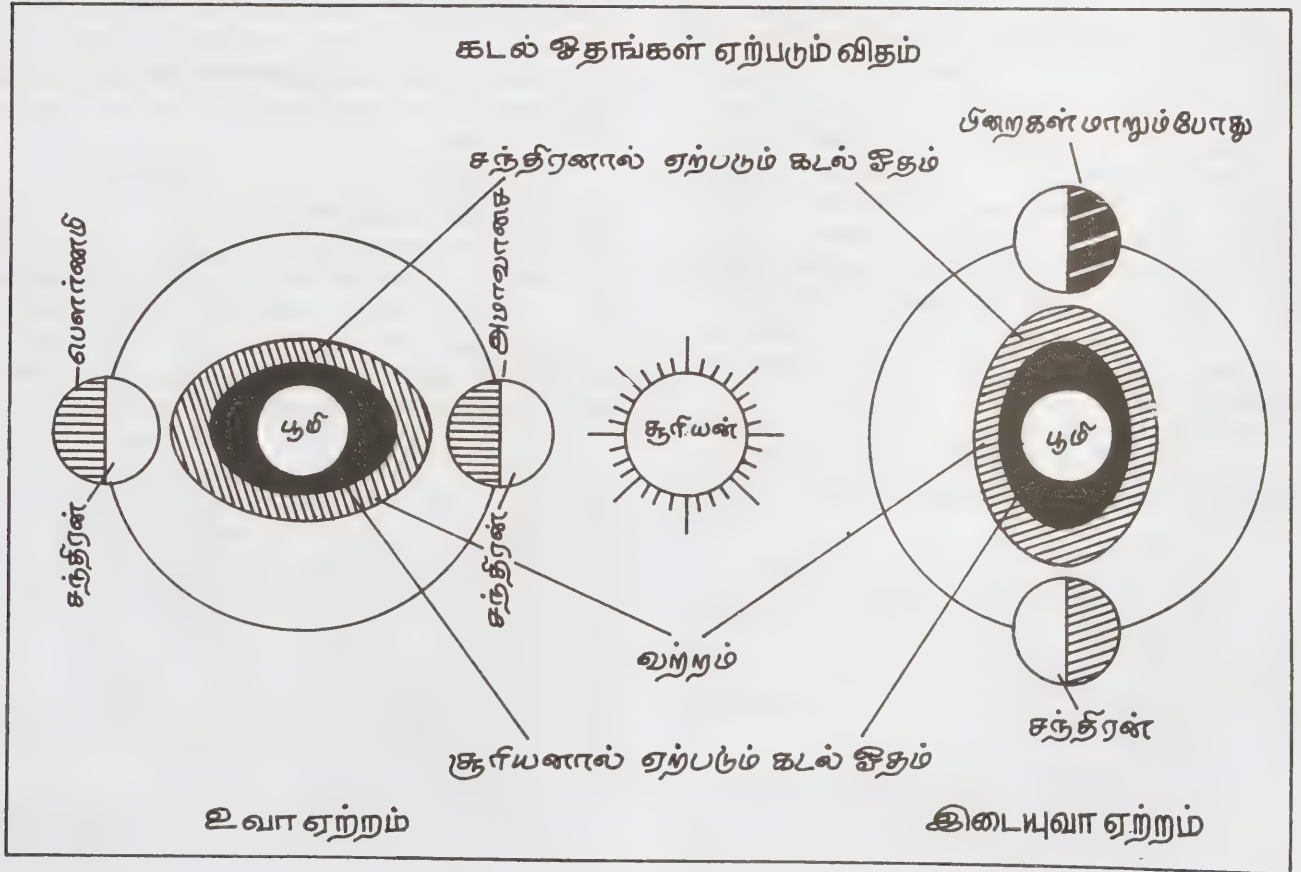 கடல் ஓதங்கள் ஏற்படும் விதம்
பிறைகள் மாறும்போது
சந்திரனால் ஏற்படும் கடல் ஓதம்
பௌர்ணமி
அமாவாசை
பூமி
சூரியன்
பூமி
சந்திரன்
சந்திரன்
வற்றம்
சந்திரன்
சூரியனால் ஏற்படும் கடல் ஓதம்
உவா ஏற்றம்
இடையுவா ஏற்றம்